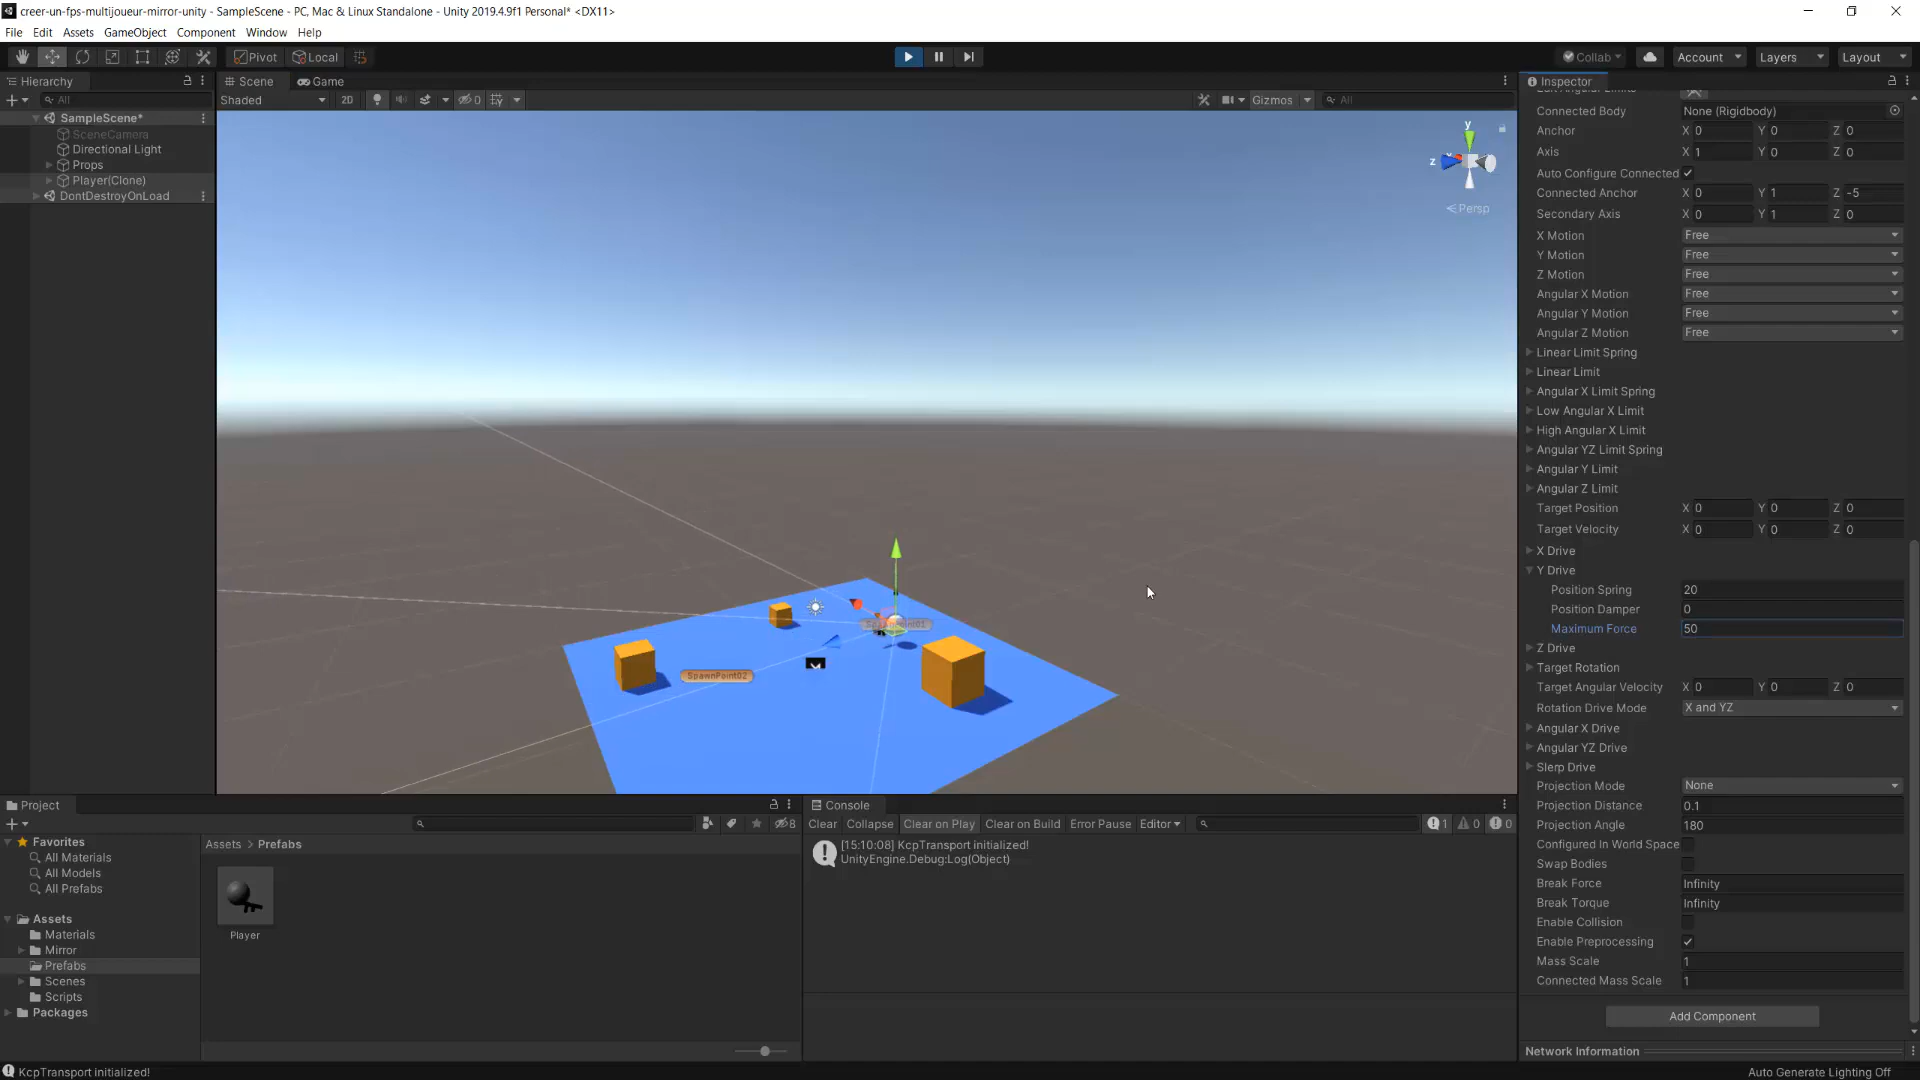 creer-un-fps-multijoueur-mirror-unity - SampleScene - PC, Mac & Linux Standalone - Unity 2019.4.9f1 Personal* <DX11>
File Edit Assets GameObject Component Window Help
Pivot Local Collab Account Layers Layout
Hierarchy
All
SampleScene*
SceneCamera
Directional Light
Props
Player(Clone)
DontDestroyOnLoad
Scene Game
Shaded 2D 0 Gizmos All
y
z
Persp
SpawnPoint01
SpawnPoint02
Inspector
Connected Body None (Rigidbody)
Anchor X 0 Y 0 Z 0
Axis X 1 Y 0 Z 0
Auto Configure Connected
Connected Anchor X 0 Y 1 Z -5
Secondary Axis X 0 Y 1 Z 0
X Motion Free
Y Motion Free
Z Motion Free
Angular X Motion Free
Angular Y Motion Free
Angular Z Motion Free
Linear Limit Spring
Linear Limit
Angular X Limit Spring
Low Angular X Limit
High Angular X Limit
Angular YZ Limit Spring
Angular Y Limit
Angular Z Limit
Target Position X 0 Y 0 Z 0
Target Velocity X 0 Y 0 Z 0
X Drive
Y Drive
Position Spring 20
Position Damper 0
Maximum Force 50
Z Drive
Target Rotation
Target Angular Velocity X 0 Y 0 Z 0
Rotation Drive Mode X and YZ
Angular X Drive
Angular YZ Drive
Slerp Drive
Projection Mode None
Projection Distance 0.1
Projection Angle 180
Configured In World Space
Swap Bodies
Break Force Infinity
Break Torque Infinity
Enable Collision
Enable Preprocessing
Mass Scale 1
Connected Mass Scale 1
Add Component
Network Information
Project
8
Favorites
All Materials
All Models
All Prefabs
Assets
Materials
Mirror
Prefabs
Scenes
Scripts
Packages
Assets > Prefabs
Player
Console
Clear Collapse Clear on Play Clear on Build Error Pause Editor 1 0 0
[15:10:08] KcpTransport initialized!
UnityEngine.Debug:Log(Object)
KcpTransport initialized!
Auto Generate Lighting Off